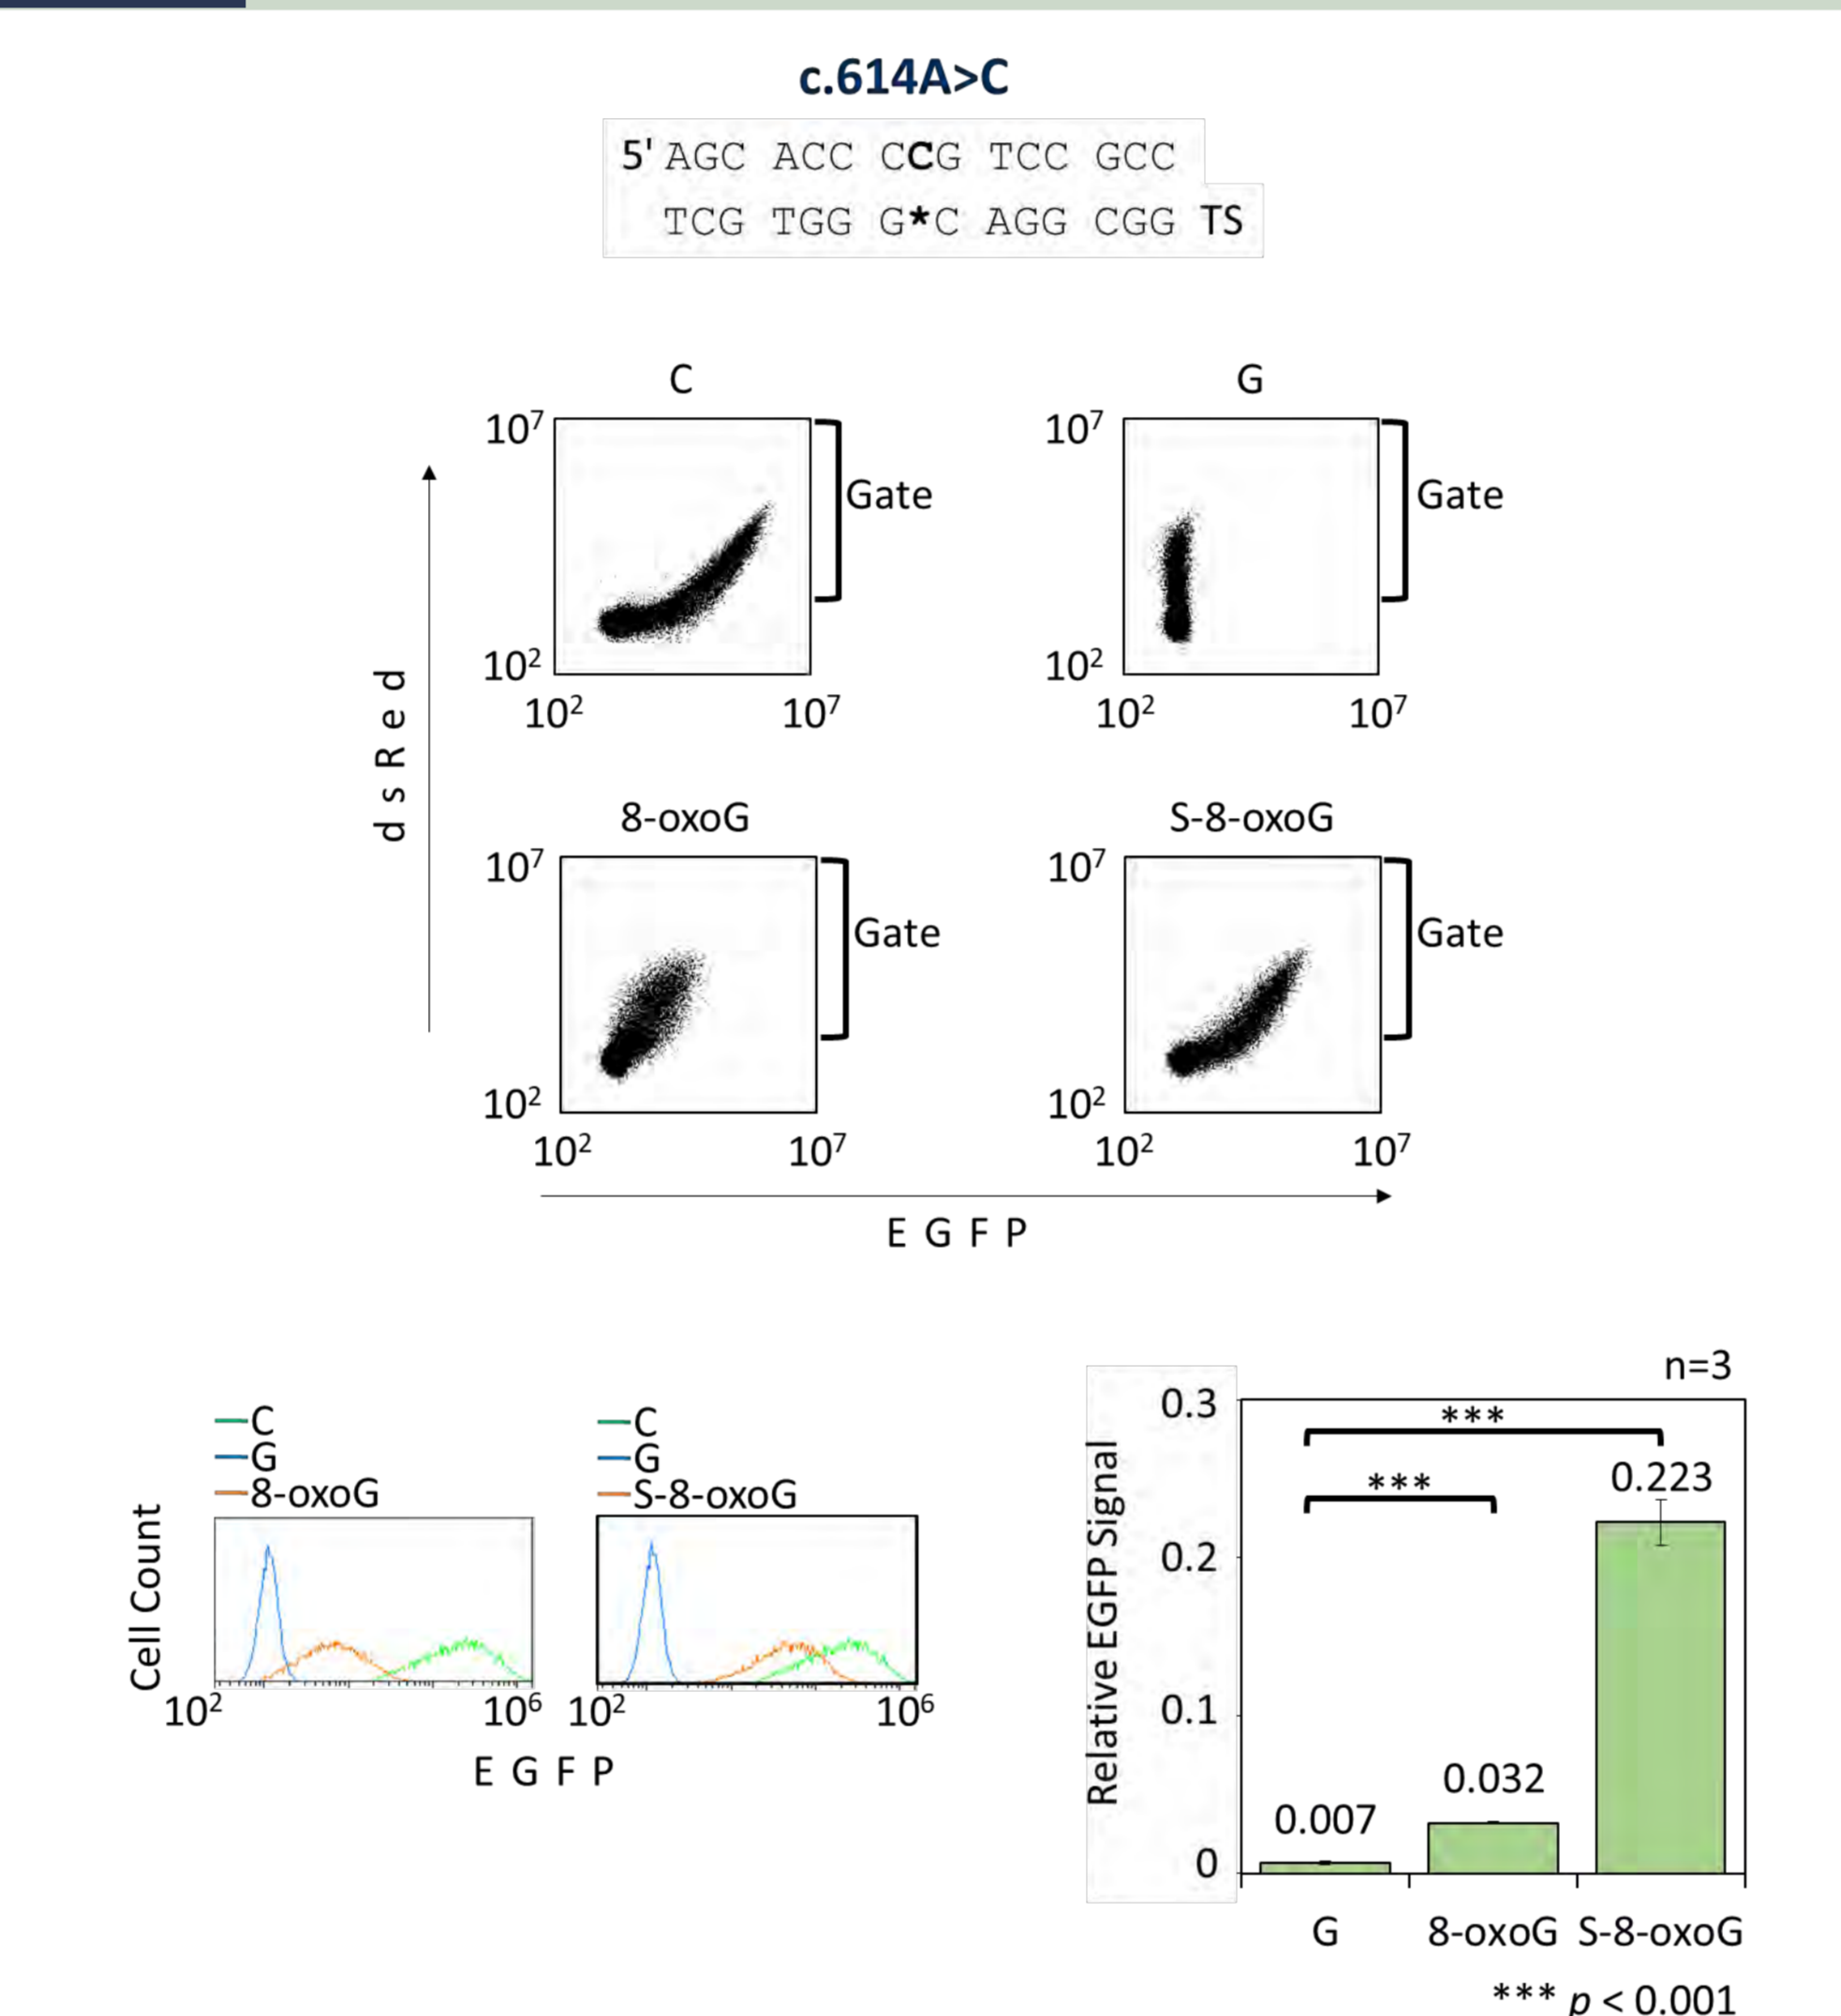 c.614A>C
5' AGC ACC CCG TCC GCC
TCG TGG G*C AGG CGG TS
C
G
10⁷
10⁷
Gate
Gate
10²
10²
10²
10⁷
10²
10⁷
dsRed
8-oxoG
S-8-oxoG
10⁷
10⁷
Gate
Gate
10²
10²
10²
10⁷
10²
10⁷
EGFP
C
G
8-oxoG
C
G
S-8-oxoG
Cell Count
10²
10⁶
10²
10⁶
EGFP
n=3
Relative EGFP Signal
0.3
0.2
0.1
0
***
***
0.007
0.032
0.223
G
8-oxoG
S-8-oxoG
*** p < 0.001